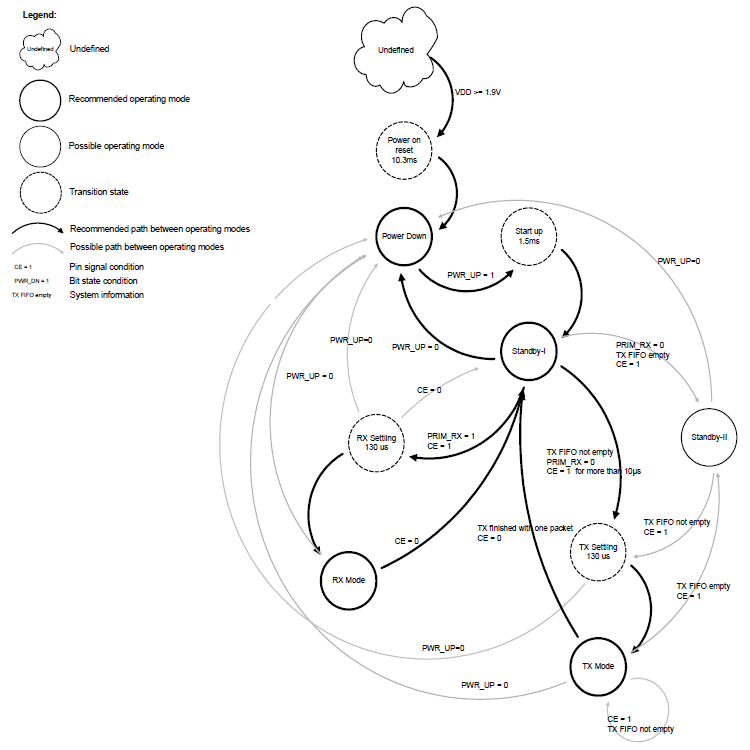 Legend:
Undefined
Undefined
Recommended operating mode
Possible operating mode
Transition state
Recommended path between operating modes
Possible path between operating modes
CE = 1
Pin signal condition
PWR_DN = 1
Bit state condition
TX FIFO empty
System information
Undefined
VDD >= 1.9V
Power on
reset
10.3ms
Power Down
Start up
1.5ms
PWR_UP=0
PWR_UP = 1
PWR_UP=0
PWR_UP = 0
Standby-I
PRIM_RX = 0
TX FIFO empty
CE = 1
PWR_UP = 0
CE = 0
RX Settling
130 us
PRIM_RX = 1
CE = 1
Standby-II
TX FIFO not empty
PRIM_RX = 0
CE = 1 for more than 10µs
TX finished with one packet
CE = 0
TX FIFO not empty
CE = 1
CE = 0
TX Settling
130 us
RX Mode
TX FIFO empty
CE = 1
PWR_UP=0
TX Mode
PWR_UP = 0
CE = 1
TX FIFO not empty